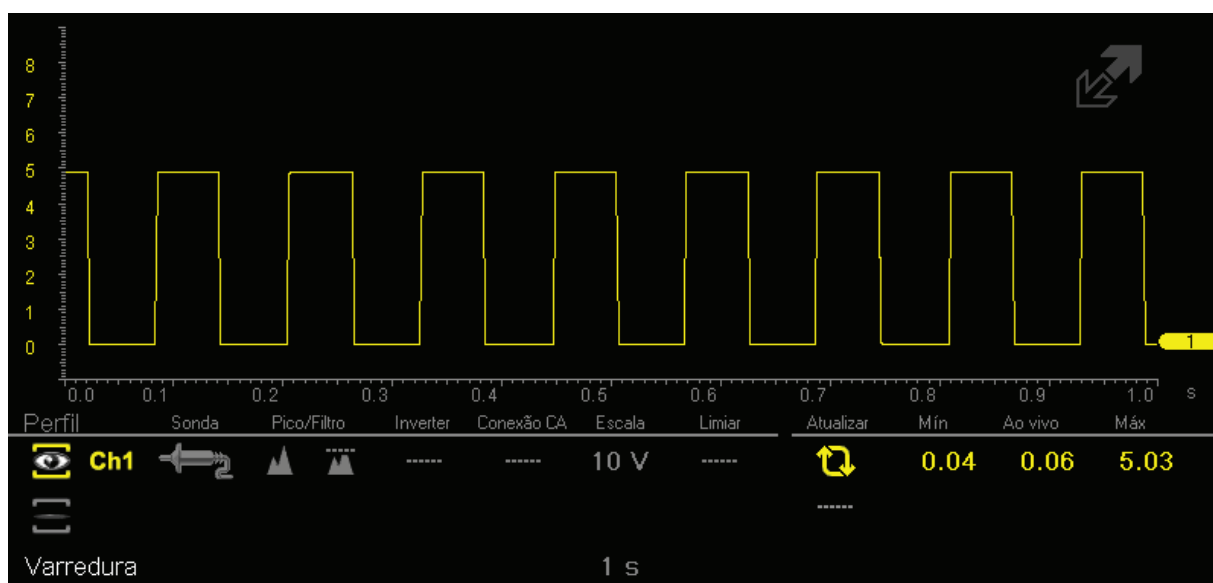 8
7
6
5
4
3
2
1
0
1
0.0 0.1 0.2 0.3 0.4 0.5 0.6 0.7 0.8 0.9 1.0 s
Perfil Sonda Pico/Filtro Inverter Conexão CA Escala Limiar Atualizar Mín Ao vivo Máx
Ch1 ------ ------ 10 V ------ 0.04 0.06 5.03
------
Varredura 1 s